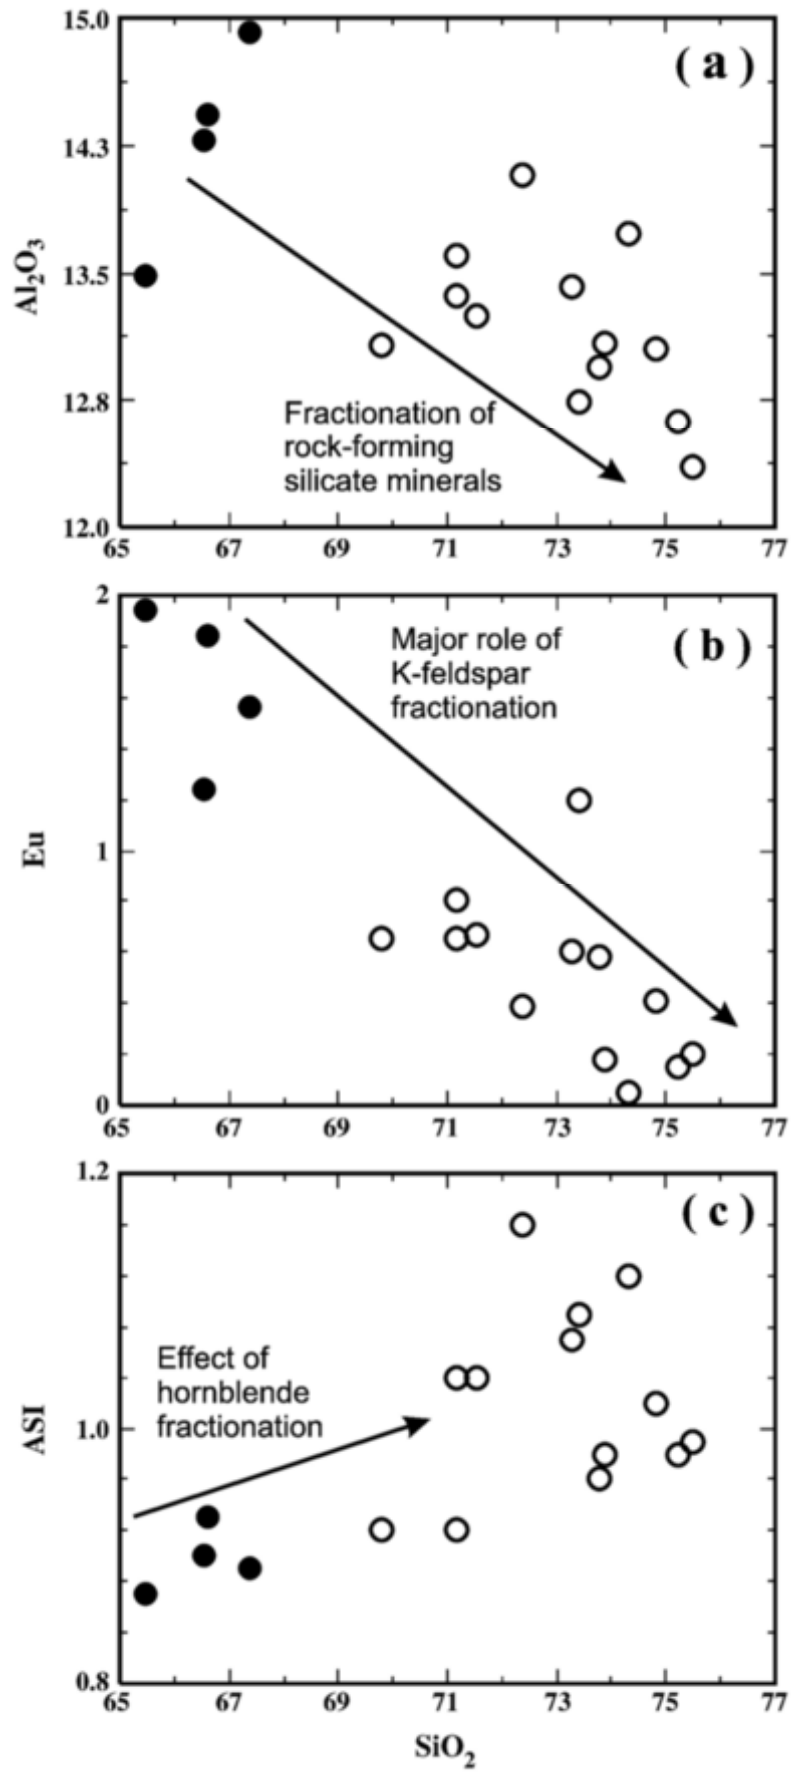 15.0
( a )
14.3
Al₂O₃
13.5
12.8
Fractionation of
rock-forming
silicate minerals
12.0
65 67 69 71 73 75 77
2
Major role of
K-feldspar
fractionation
( b )
Eu
1
0
65 67 69 71 73 75 77
1.2
( c )
Effect of
hornblende
fractionation
ASI
1.0
0.8
65 67 69 71 73 75 77
SiO₂